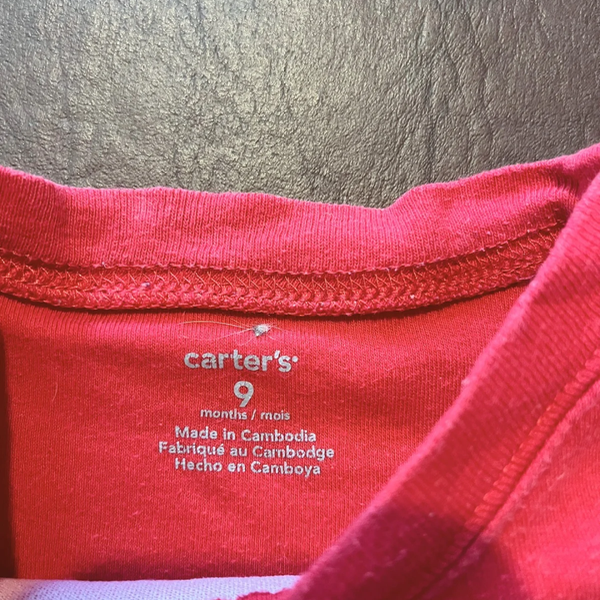 carter's
9
months / mois
Made in Cambodia
Fabriqué au Cambodge
Hecho en Camboya